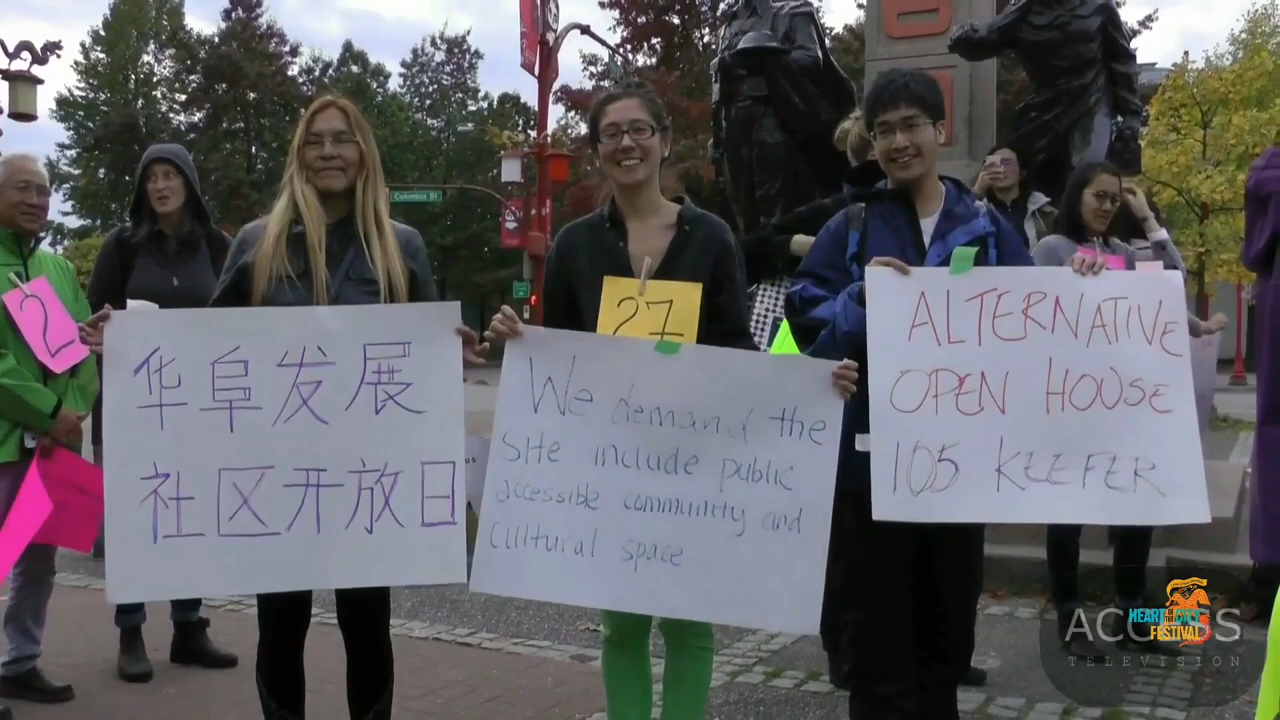 Columbia St
2
华阜发展
社区开放日
27
We demand the
site include public
accessible community and
cultural space
ALTERNATIVE
OPEN HOUSE
105 KEEFER
HEART OF THE CITY
FESTIVAL
ACCESS
TELEVISION